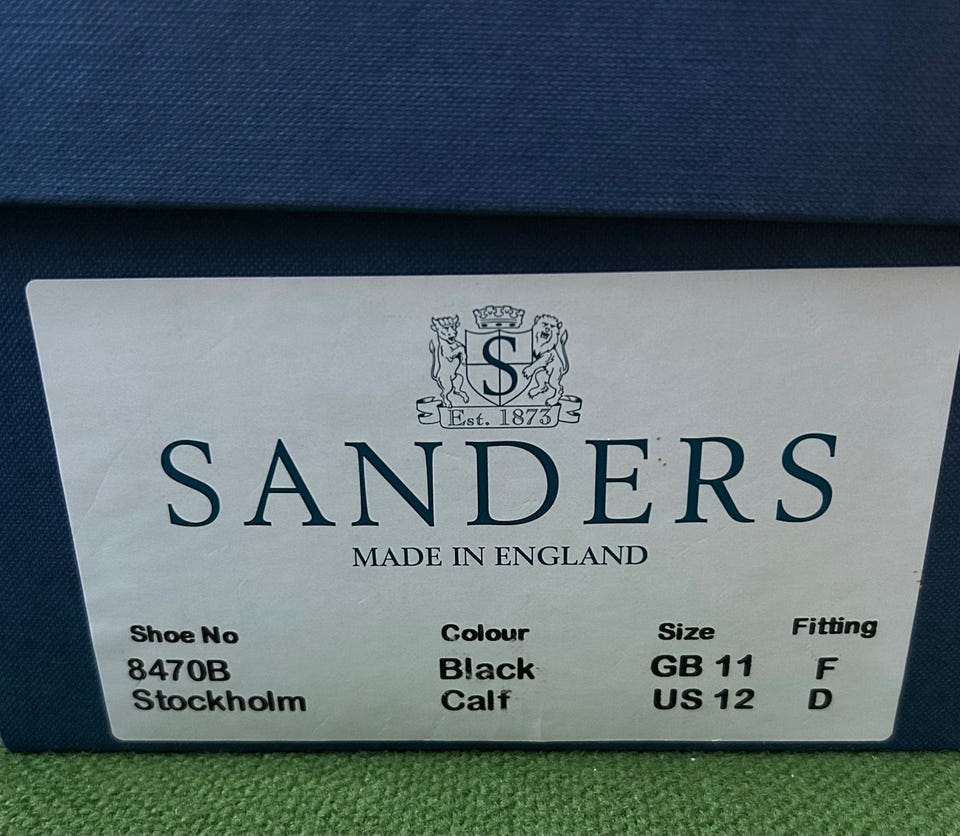 S
Est. 1873
SANDERS
MADE IN ENGLAND
Shoe No Colour Size Fitting
8470B Black GB 11 F
Stockholm Calf US 12 D